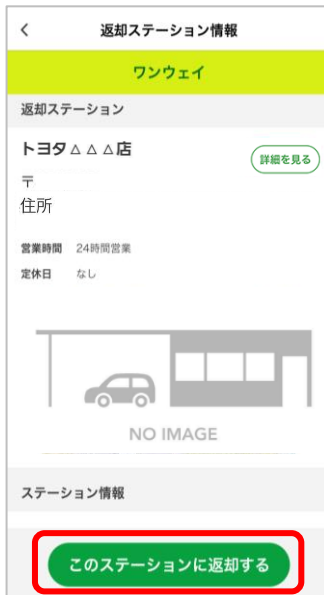 返却ステーション情報
ワンウェイ
返却ステーション
トヨタ△△△店
詳細を見る
〒
住所
営業時間 24時間営業
定休日 なし
NO IMAGE
ステーション情報
このステーションに返却する